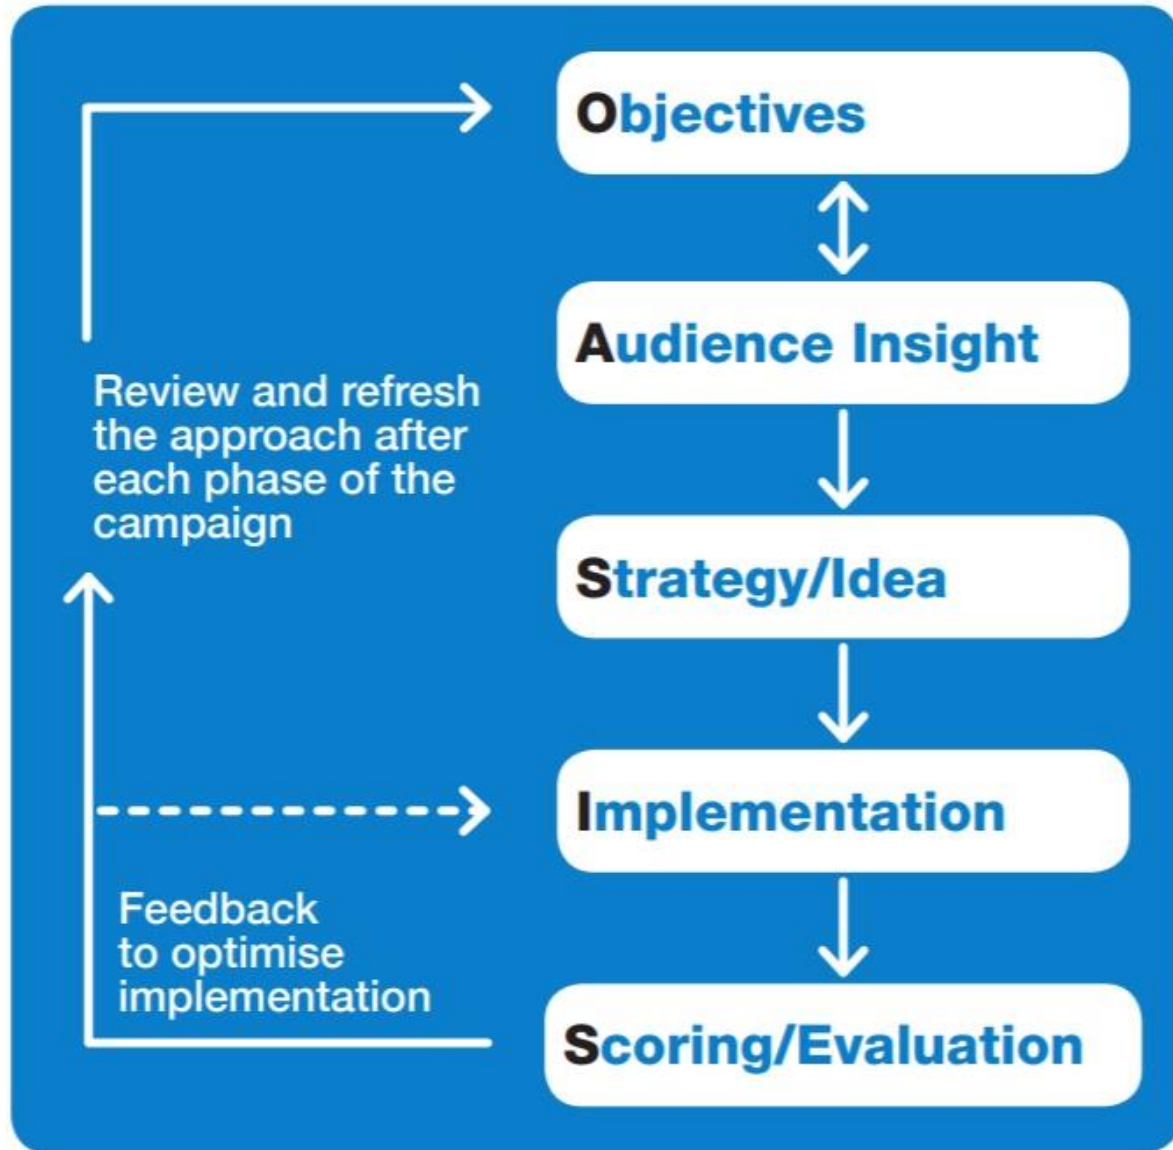 Objectives
Audience Insight
Review and refresh
the approach after
each phase of the
campaign
Strategy/Idea
Implementation
Feedback
to optimise
implementation
Scoring/Evaluation